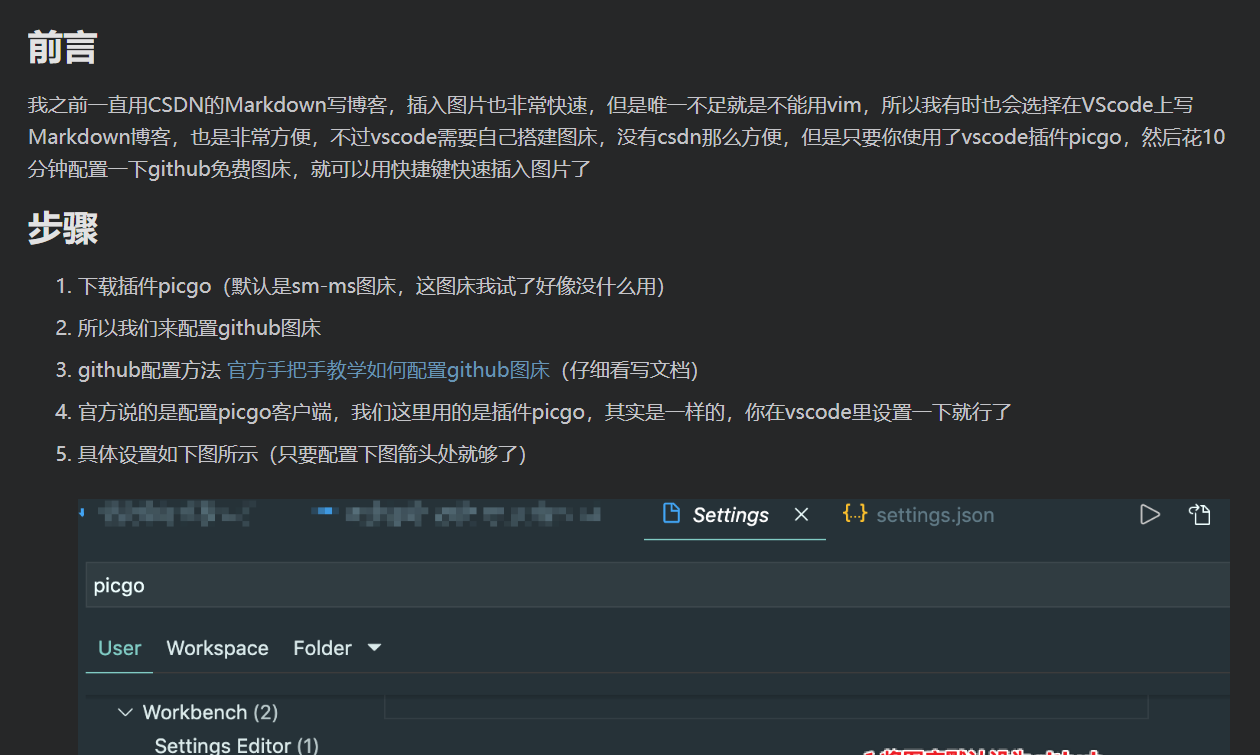 前言
我之前一直用CSDN的Markdown写博客，插入图片也非常快速，但是唯一不足就是不能用vim，所以我有时也会选择在VScode上写
Markdown博客，也是非常方便，不过vscode需要自己搭建图床，没有csdn那么方便，但是只要你使用了vscode插件picgo，然后花10
分钟配置一下github免费图床，就可以用快捷键快速插入图片了
步骤
1. 下载插件picgo（默认是sm-ms图床，这图床我试了好像没什么用）
2. 所以我们来配置github图床
3. github配置方法 官方手把手教学如何配置github图床（仔细看写文档）
4. 官方说的是配置picgo客户端，我们这里用的是插件picgo，其实是一样的，你在vscode里设置一下就行了
5. 具体设置如下图所示（只要配置下图箭头处就够了）
Settings {..} settings.json
picgo
User Workspace Folder
Workbench (2)
Settings Editor (1)